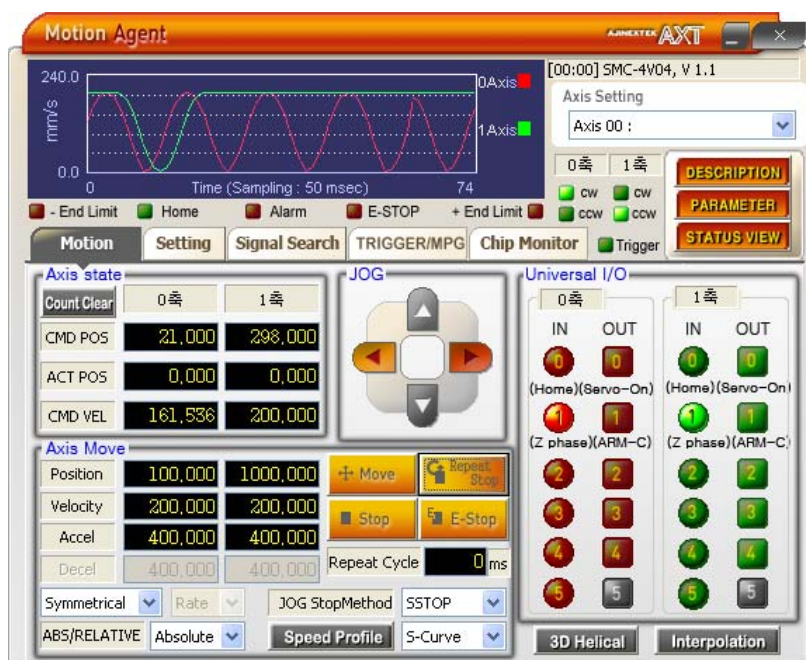 Motion Agent
AJINEXTEK AXT
240.0
mm/s
0.0
0Axis
1Axis
0 Time (Sampling : 50 msec) 74
[00:00] SMC-4V04, V 1.1
Axis Setting
Axis 00 :
0축 1축
cw cw
ccw ccw
DESCRIPTION
PARAMETER
STATUS VIEW
- End Limit Home Alarm E-STOP + End Limit
Motion Setting Signal Search TRIGGER/MPG Chip Monitor Trigger
Axis state
Count Clear 0축 1축
CMD POS 21,000 298,000
ACT POS 0,000 0,000
CMD VEL 161,536 200,000
JOG
Axis Move
Position 100,000 1000,000
Velocity 200,000 200,000
Accel 400,000 400,000
Decel 400,000 400,000
Move Repeat Stop
Stop E-Stop
Repeat Cycle 0 ms
Symmetrical Rate JOG StopMethod SSTOP
ABS/RELATIVE Absolute Speed Profile S-Curve
Universal I/O
0축
IN OUT
0 0
(Home)(Servo-On)
1 1
(Z phase)(ARM-C)
2 2
3 3
4 4
5 5
1축
IN OUT
0 0
(Home)(Servo-On)
1 1
(Z phase)(ARM-C)
2 2
3 3
4 4
5 5
3D Helical Interpolation